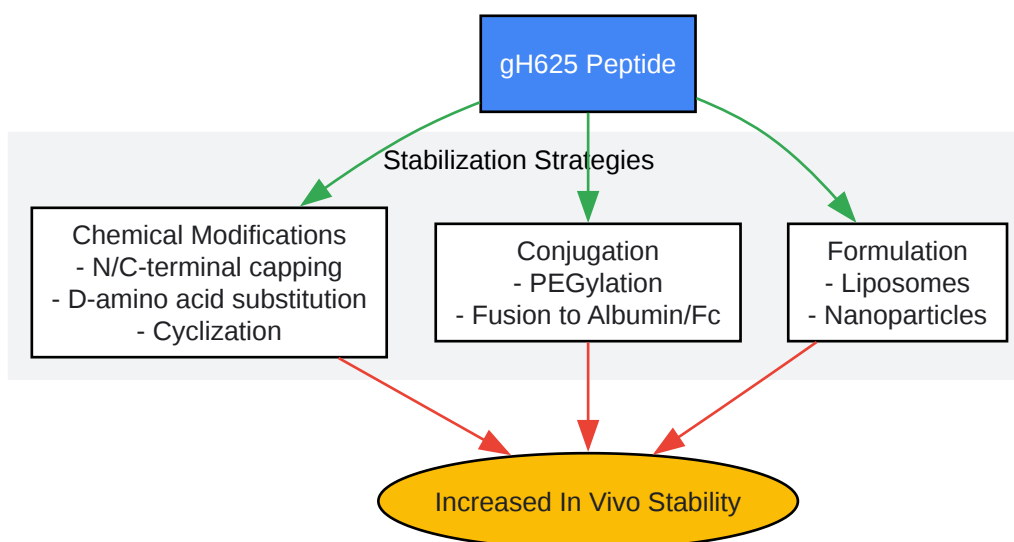 gH625 Peptide
Stabilization Strategies
Chemical Modifications
- N/C-terminal capping
- D-amino acid substitution
- Cyclization
Conjugation
- PEGylation
- Fusion to Albumin/Fc
Formulation
- Liposomes
- Nanoparticles
Increased In Vivo Stability